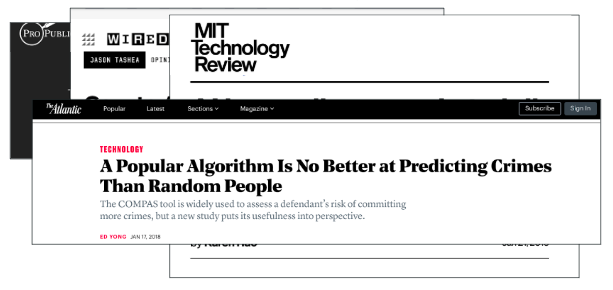 PRO PUBLI
WIRED
JASON TASHEA OPINI
MIT
Technology
Review
The Atlantic Popular Latest Sections Magazine Subscribe Sign In
TECHNOLOGY
A Popular Algorithm Is No Better at Predicting Crimes
Than Random People
The COMPAS tool is widely used to assess a defendant's risk of committing
more crimes, but a new study puts its usefulness into perspective.
ED YONG JAN 17, 2018
by Karen Hao